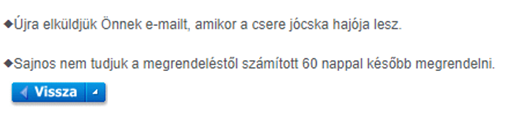 ◆Újra elküldjük Önnek e-mailt, amikor a csere jócska hajója lesz.
◆Sajnos nem tudjuk a megrendeléstől számított 60 nappal később megrendelni.
Vissza